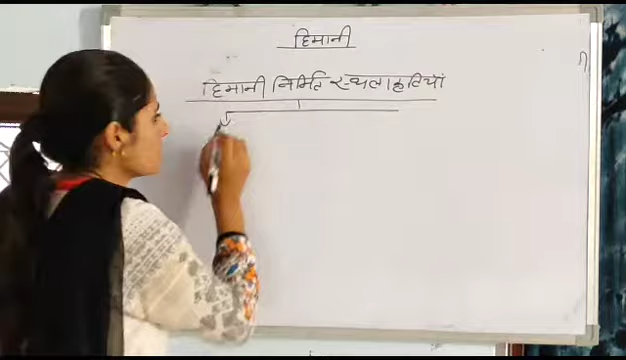 हिमानी
हिमानी निर्मित स्थलाकृतियां